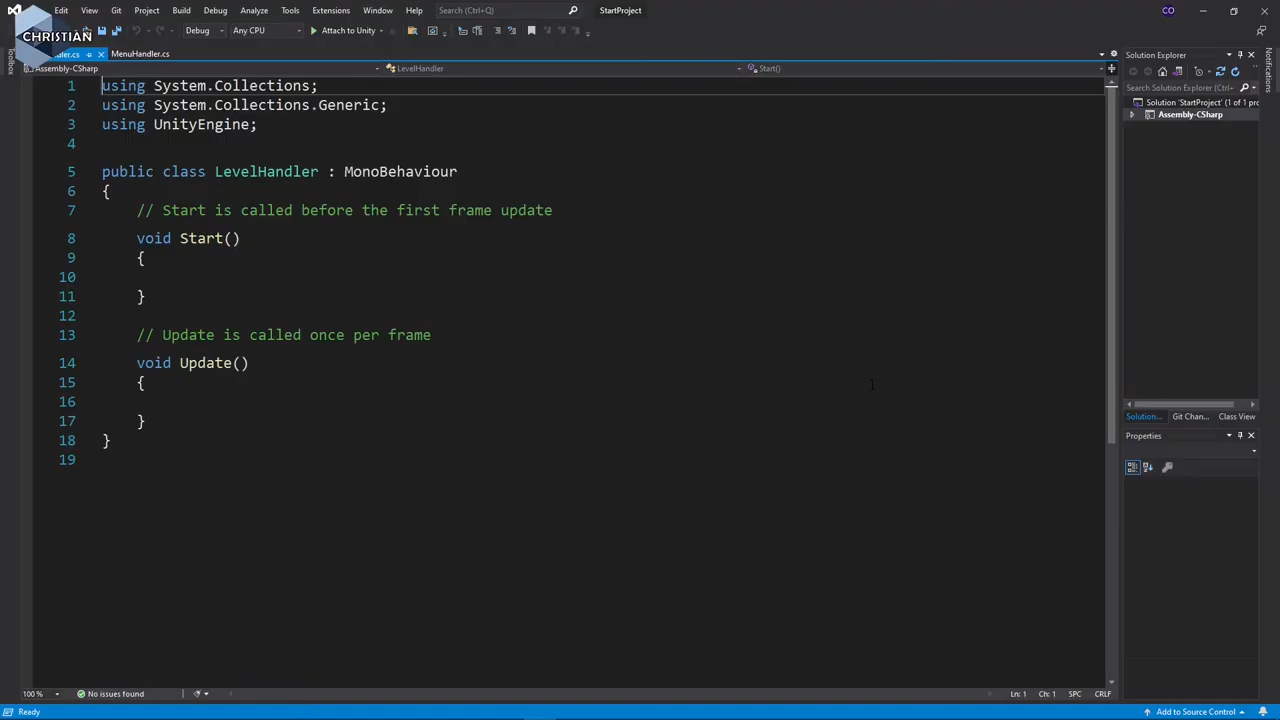 File Edit View Git Project Build Debug Analyze Tools Extensions Window Help Search (Ctrl+Q) StartProject CO
CHRISTIAN
Debug Any CPU Attach to Unity
ndler.cs MenuHandler.cs
Assembly-CSharp LevelHandler Start()
Toolbox
1 using System.Collections;
2 using System.Collections.Generic;
3 using UnityEngine;
4
5 public class LevelHandler : MonoBehaviour
6 {
7 // Start is called before the first frame update
8 void Start()
9 {
10
11 }
12
13 // Update is called once per frame
14 void Update()
15 {
16
17 }
18 }
19
Solution Explorer
Search Solution Explorer (Ctrl+
Solution 'StartProject' (1 of 1 pro
Assembly-CSharp
Solution... Git Chan... Class View
Properties
Notifications
100 % No issues found Ln: 1 Ch: 1 SPC CRLF
Ready Add to Source Control